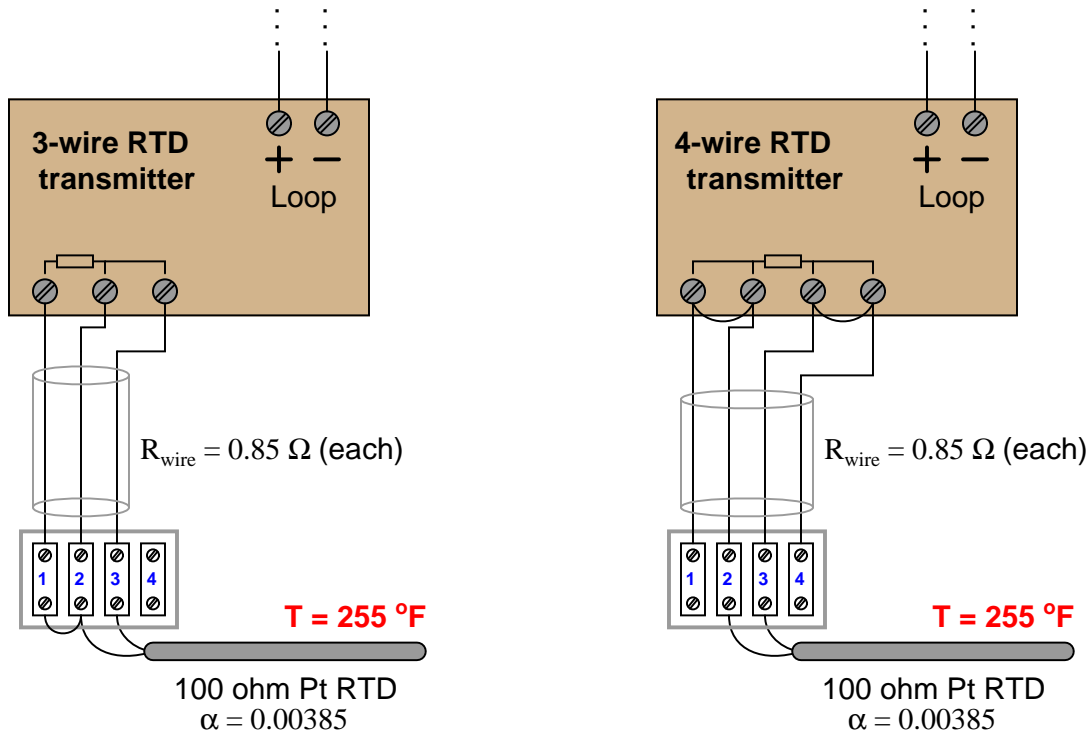 3-wire RTD
transmitter
+ −
Loop
R_wire = 0.85 Ω (each)
1 2 3 4
T = 255 °F
100 ohm Pt RTD
α = 0.00385
4-wire RTD
transmitter
+ −
Loop
R_wire = 0.85 Ω (each)
1 2 3 4
T = 255 °F
100 ohm Pt RTD
α = 0.00385